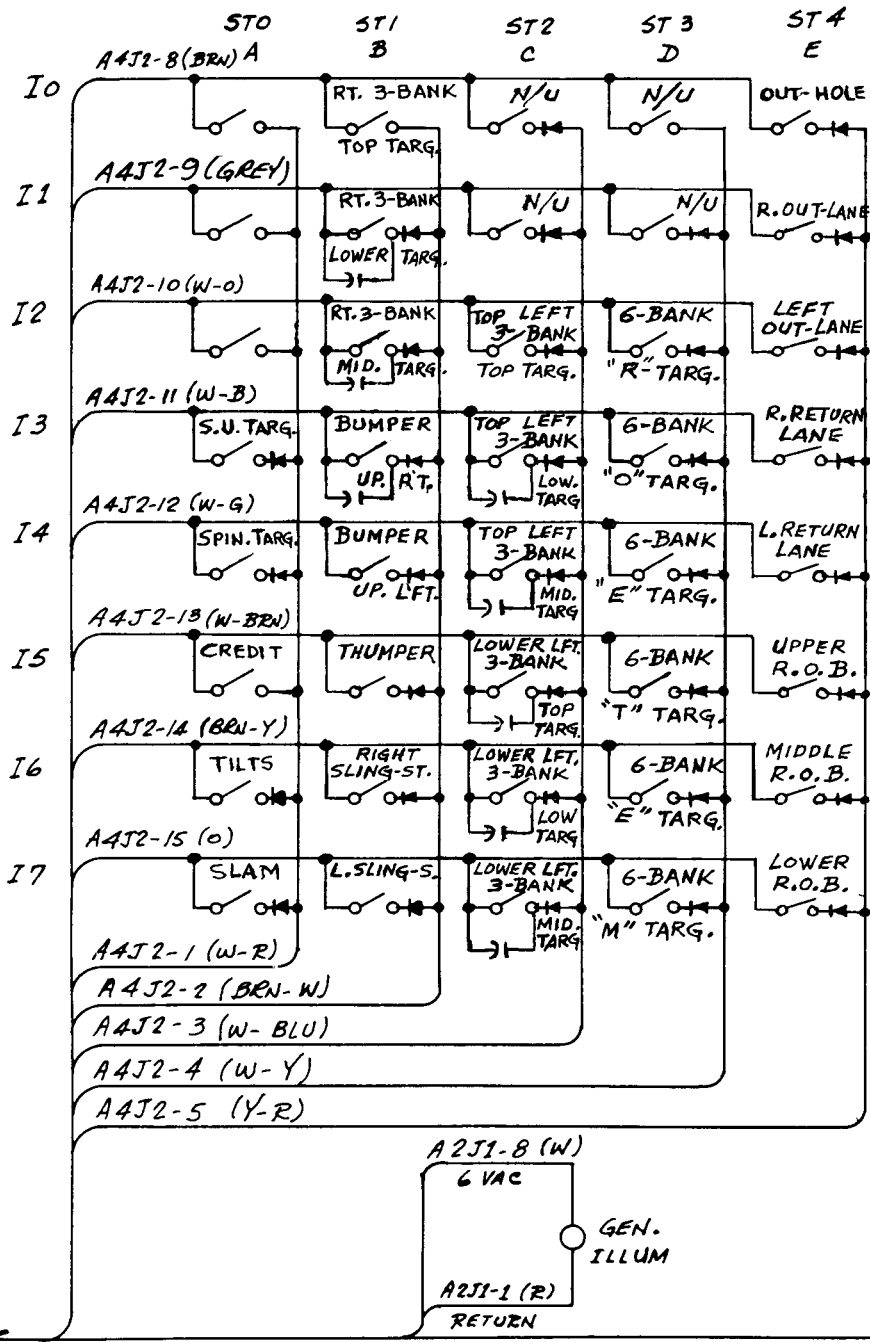 ST0 ST1 ST2 ST3 ST4
A B C D E
I0 A4J2-8 (BRN)
RT. 3-BANK N/U N/U OUT-HOLE
TOP TARG.
I1 A4J2-9 (GREY)
RT. 3-BANK N/U N/U R. OUT-LANE
LOWER TARG.
I2 A4J2-10 (W-O)
RT. 3-BANK TOP LEFT 3-BANK 6-BANK LEFT OUT-LANE
MID. TARG. TOP TARG. "R" TARG.
I3 A4J2-11 (W-B)
S.U. TARG. BUMPER TOP LEFT 3-BANK 6-BANK R. RETURN LANE
UP. R'T. LOW. TARG "O" TARG.
I4 A4J2-12 (W-G)
SPIN. TARG. BUMPER TOP LEFT 3-BANK 6-BANK L. RETURN LANE
UP. L'FT. MID. TARG "E" TARG.
I5 A4J2-13 (W-BRN)
CREDIT THUMPER LOWER LFT. 3-BANK 6-BANK UPPER R.O.B.
TOP TARG. "T" TARG.
I6 A4J2-14 (BRN-Y)
TILTS RIGHT SLING-ST. LOWER LFT. 3-BANK 6-BANK MIDDLE R.O.B.
LOW TARG "E" TARG.
I7 A4J2-15 (O)
SLAM L. SLING-S. LOWER LFT. 3-BANK 6-BANK LOWER R.O.B.
MID. TARG "M" TARG.
A4J2-1 (W-R)
A4J2-2 (BRN-W)
A4J2-3 (W-BLU)
A4J2-4 (W-Y)
A4J2-5 (Y-R)
A2J1-8 (W)
6 VAC
GEN.
ILLUM
A2J1-1 (R)
RETURN